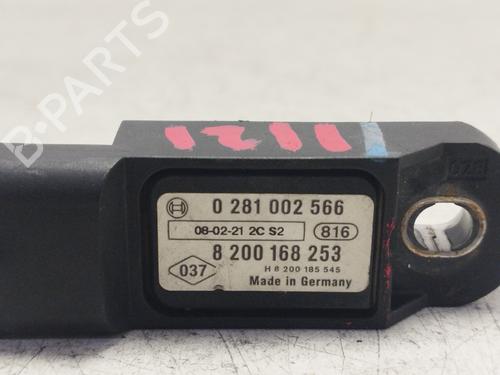 B-PARTS
1211
0 281 002 566
08-02-21 2C S2
816
8 200 168 253
037
H 8 200 185 545
Made in Germany